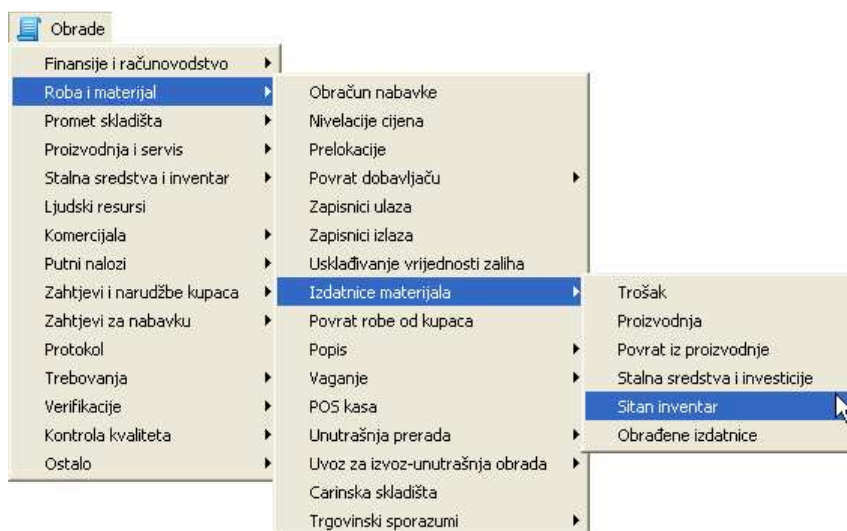 Obrade
Finansije i računovodstvo
Roba i materijal
Promet skladišta
Proizvodnja i servis
Stalna sredstva i inventar
Ljudski resursi
Komercijala
Putni nalozi
Zahtjevi i narudžbe kupaca
Zahtjevi za nabavku
Protokol
Trebovanja
Verifikacije
Kontrola kvaliteta
Ostalo
Obračun nabavke
Nivelacije cijena
Prelokacije
Povrat dobavljaču
Zapisnici ulaza
Zapisnici izlaza
Usklađivanje vrijednosti zaliha
Izdatnice materijala
Povrat robe od kupaca
Popis
Vaganje
POS kasa
Unutrašnja prerada
Uvoz za izvoz-unutrašnja obrada
Carinska skladišta
Trgovinski sporazumi
Trošak
Proizvodnja
Povrat iz proizvodnje
Stalna sredstva i investicije
Sitan inventar
Obrađene izdatnice